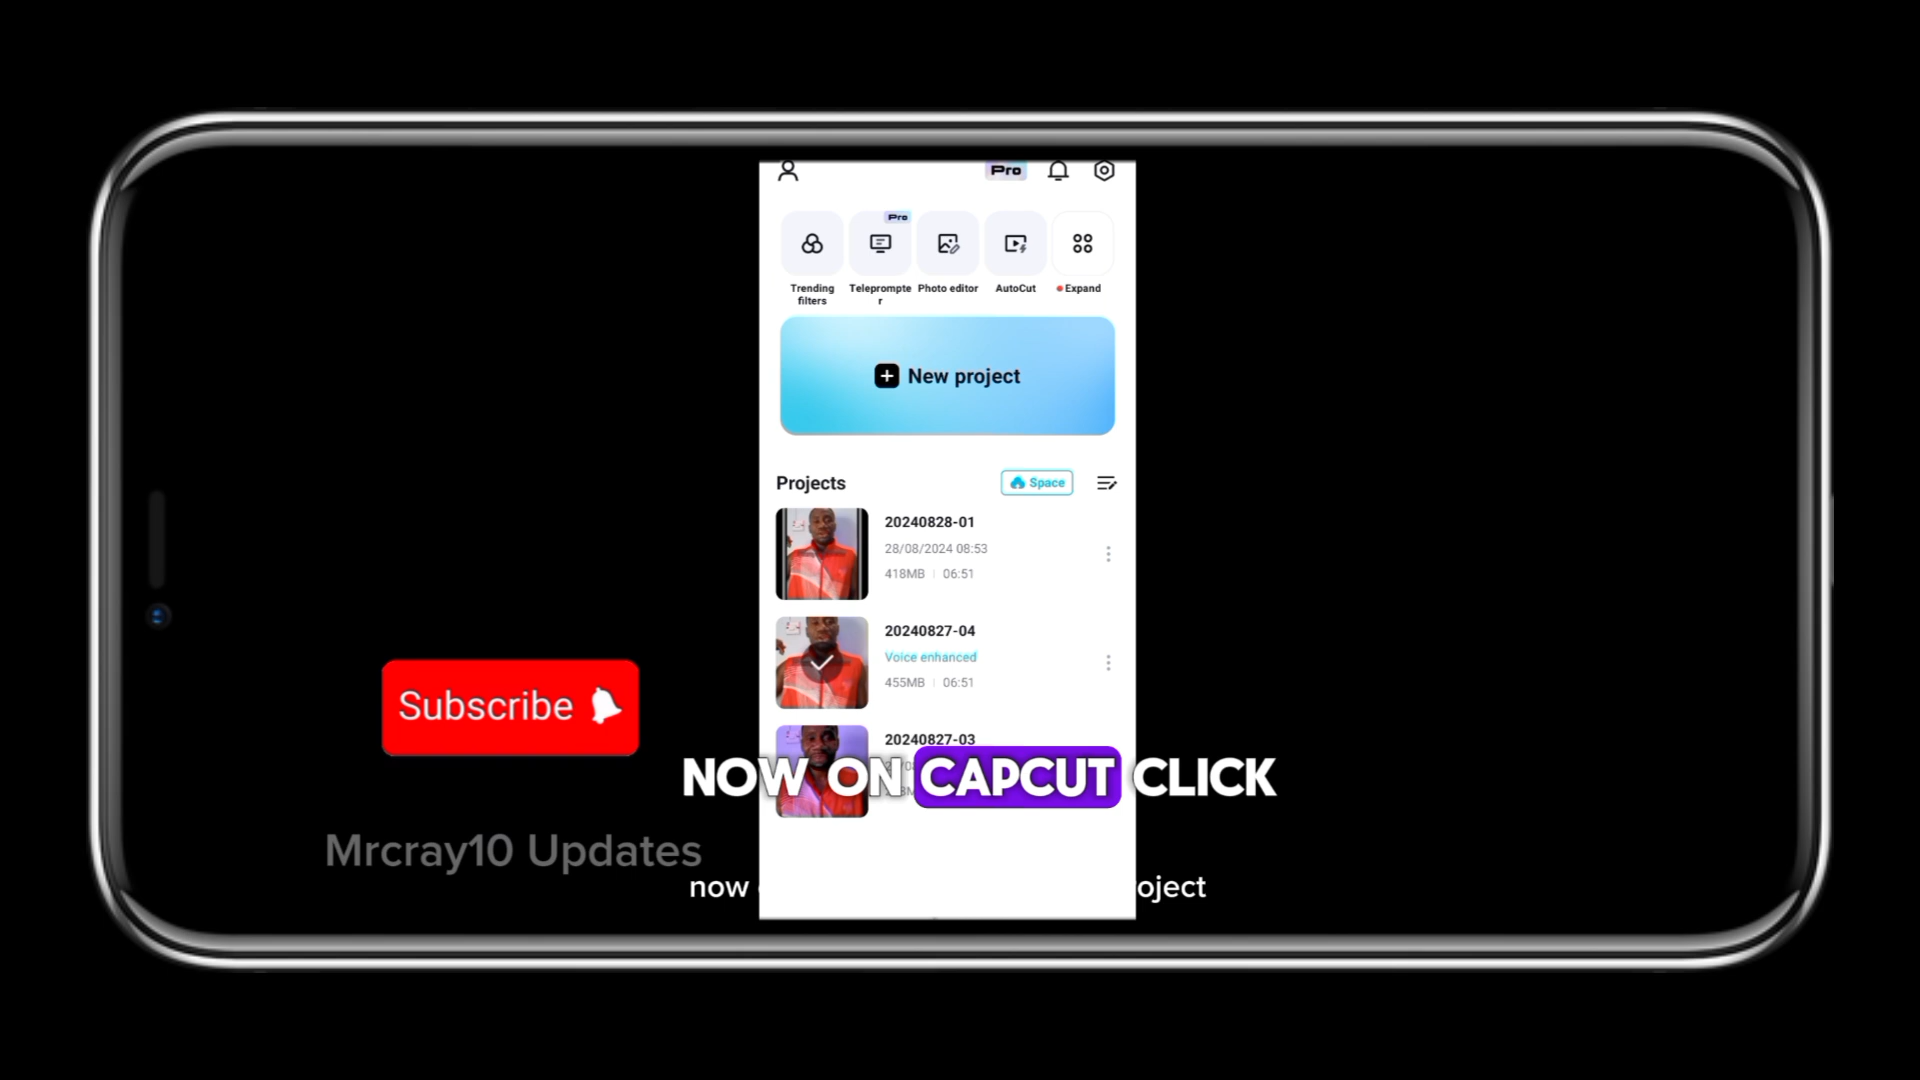 Pro
Pro
Trending
filters
Teleprompte
r
Photo editor
AutoCut
Expand
New project
Projects
Space
20240828-01
28/08/2024 08:53
418MB
06:51
20240827-04
Voice enhanced
455MB
06:51
Subscribe
20240827-03
NOW ON CAPCUT CLICK
Mrcray10 Updates
now
oject